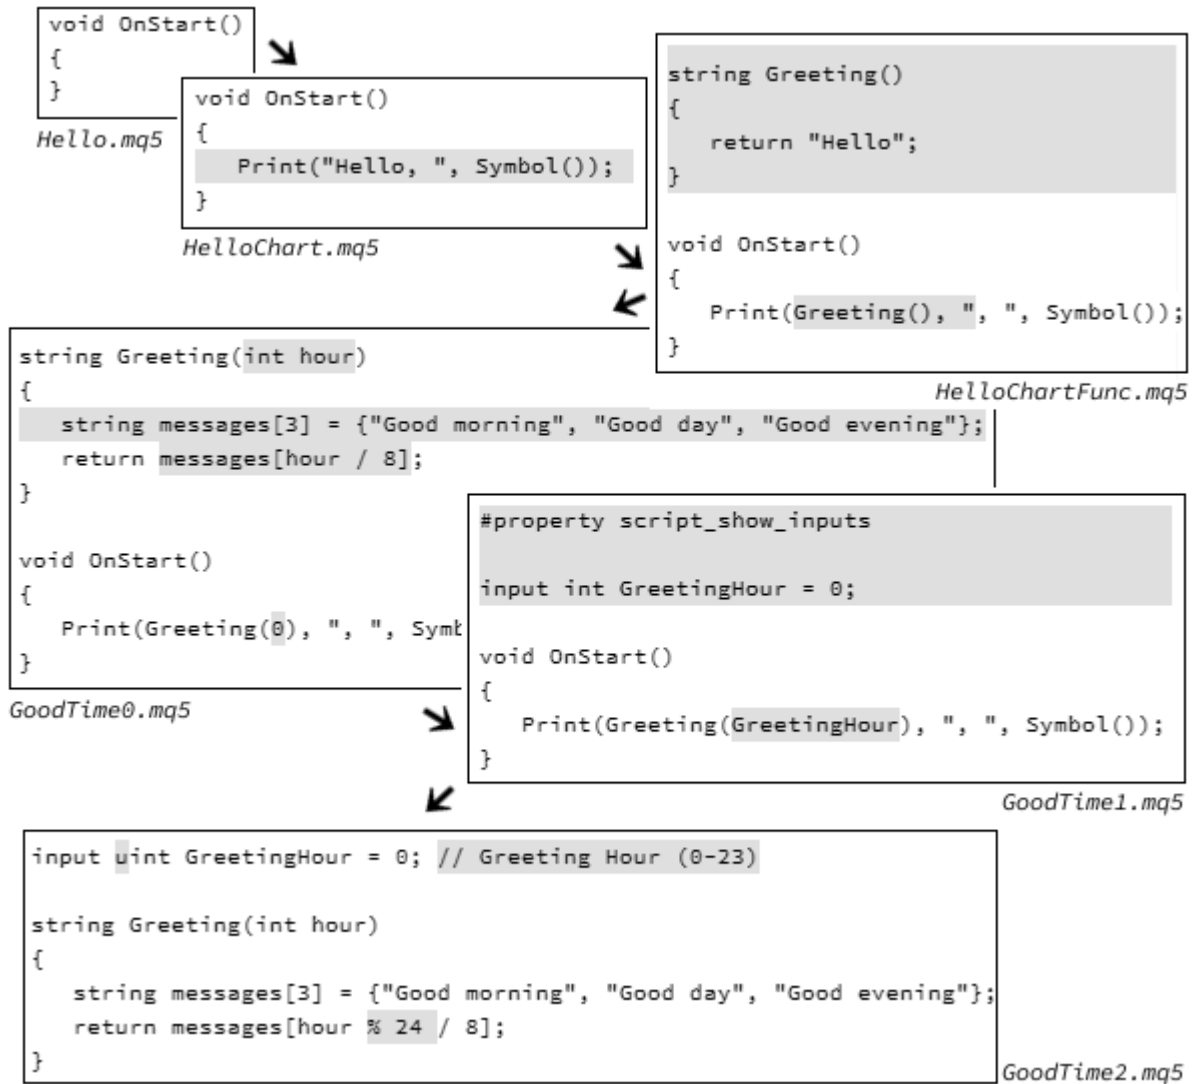 void OnStart()
{
}
Hello.mq5
void OnStart()
{
   Print("Hello, ", Symbol());
}
HelloChart.mq5
string Greeting()
{
   return "Hello";
}

void OnStart()
{
   Print(Greeting(), ", ", Symbol());
}
HelloChartFunc.mq5
string Greeting(int hour)
{
   string messages[3] = {"Good morning", "Good day", "Good evening"};
   return messages[hour / 8];
}

void OnStart()
{
   Print(Greeting(0), ", ", Symb
}
GoodTime0.mq5
#property script_show_inputs

input int GreetingHour = 0;

void OnStart()
{
   Print(Greeting(GreetingHour), ", ", Symbol());
}
GoodTime1.mq5
input uint GreetingHour = 0; // Greeting Hour (0-23)

string Greeting(int hour)
{
   string messages[3] = {"Good morning", "Good day", "Good evening"};
   return messages[hour % 24 / 8];
}
GoodTime2.mq5